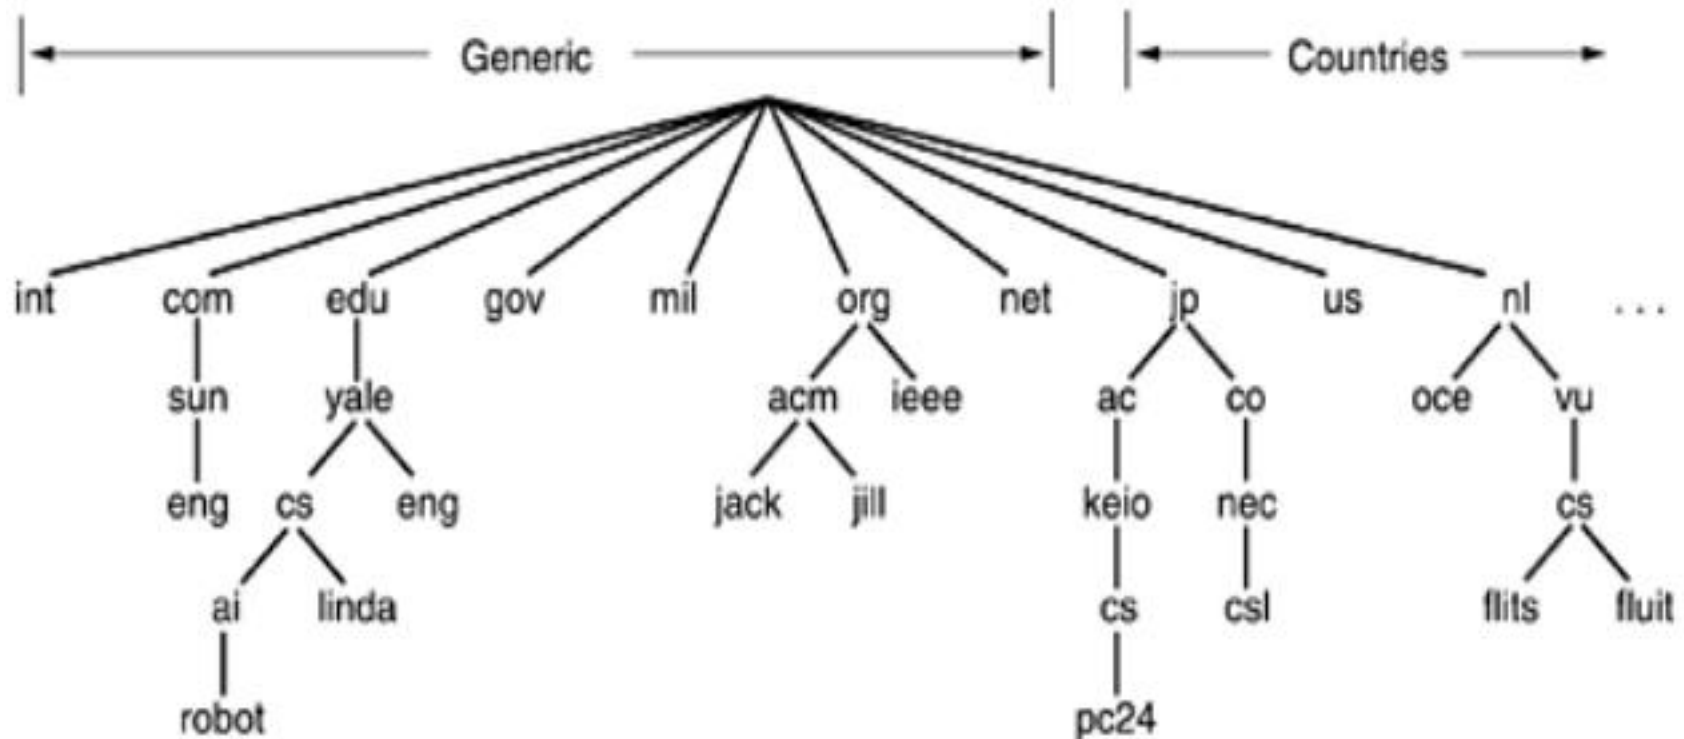 Generic Countries
int com edu gov mil org net jp us nl ...
sun yale acm ieee ac co oce vu
eng cs eng jack jill keio nec cs
ai linda cs csl flits fluit
robot pc24